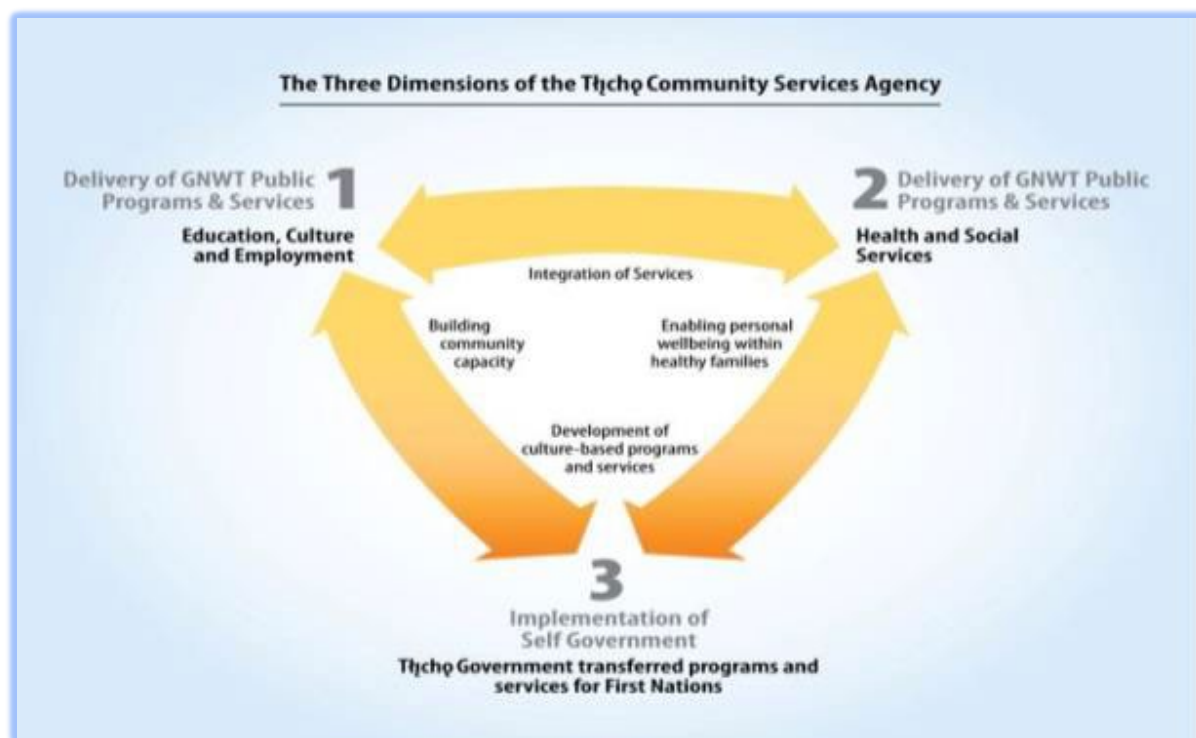 The Three Dimensions of the Tłı̨chǫ Community Services Agency
Delivery of GNWT Public
Programs & Services
1
Education, Culture
and Employment
2
Delivery of GNWT Public
Programs & Services
Health and Social
Services
Integration of Services
Building
community
capacity
Enabling personal
wellbeing within
healthy families
Development of
culture-based programs
and services
3
Implementation of
Self Government
Tłı̨chǫ Government transferred programs and
services for First Nations